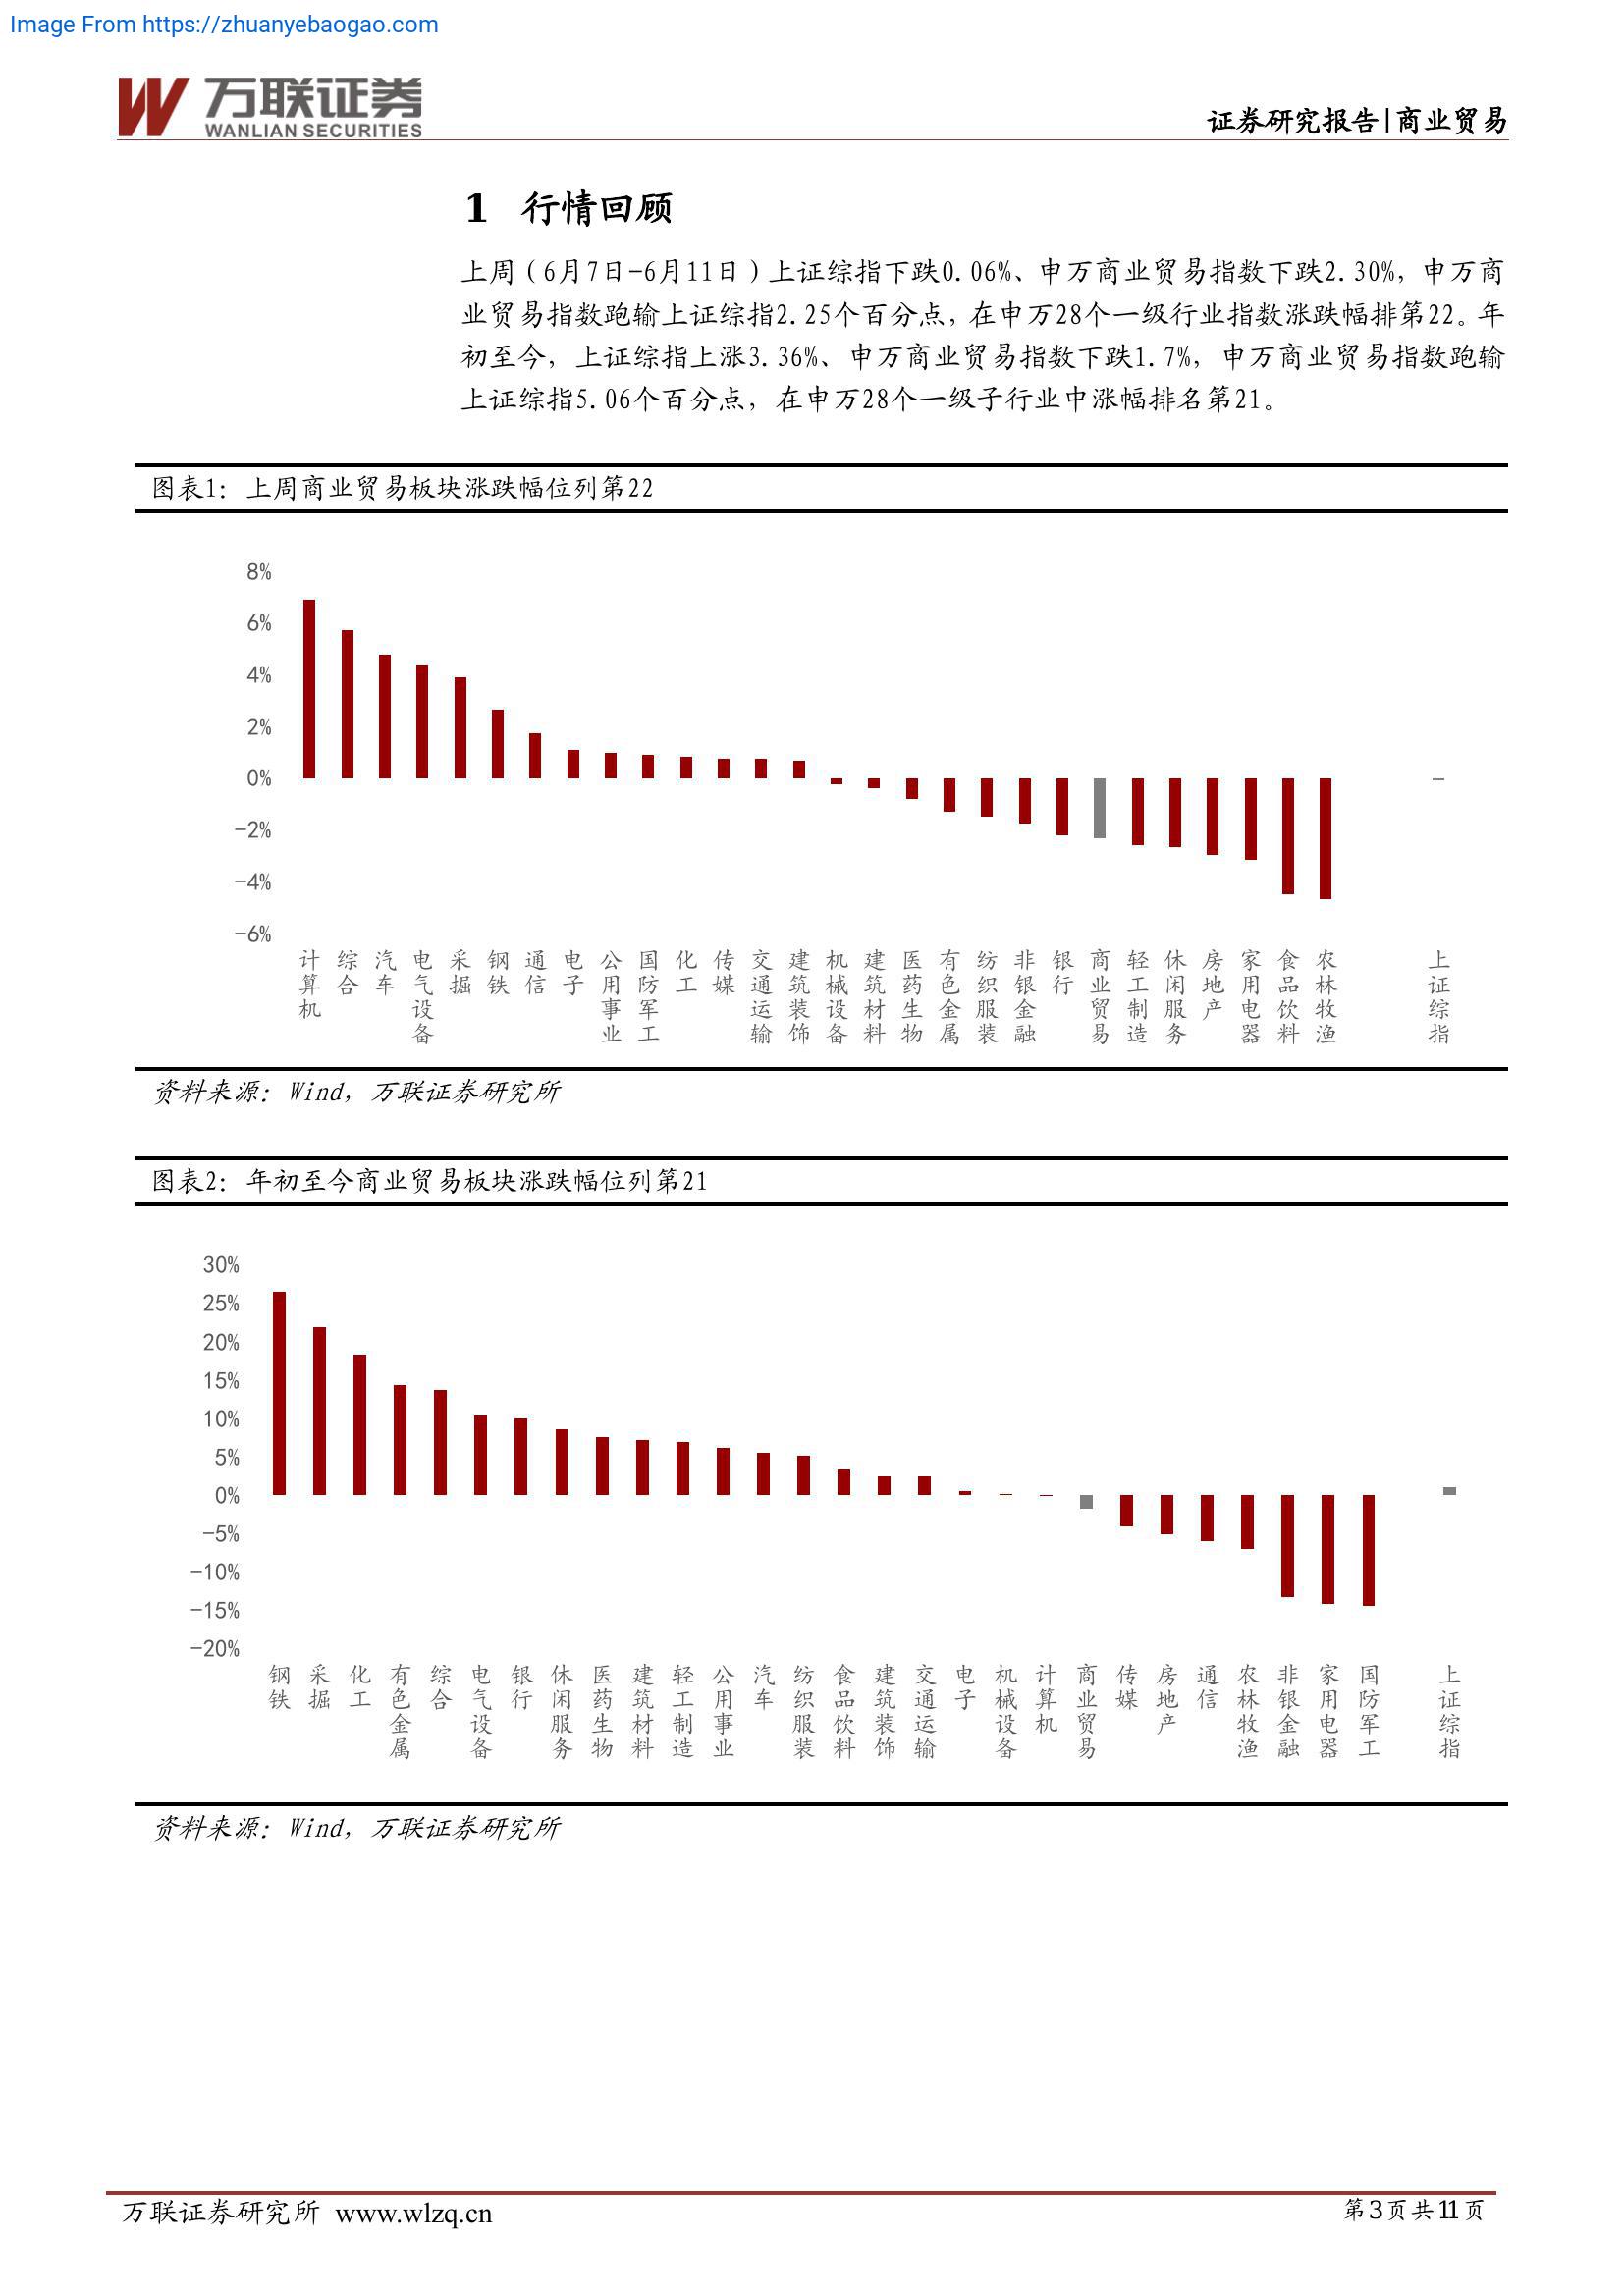 Image From https://zhuanyebaogao.com
万联证券
WANLIAN SECURITIES
证券研究报告|商业贸易
1 行情回顾
上周（6月7日-6月11日）上证综指下跌0.06%、申万商业贸易指数下跌2.30%，申万商
业贸易指数跑输上证综指2.25个百分点，在申万28个一级行业指数涨跌幅排第22。年
初至今，上证综指上涨3.36%、申万商业贸易指数下跌1.7%，申万商业贸易指数跑输
上证综指5.06个百分点，在申万28个一级子行业中涨幅排名第21。
图表1：上周商业贸易板块涨跌幅位列第22
8%
6%
4%
2%
0%
-2%
-4%
-6%
计算机 综合 汽车 电气设备 采掘 钢铁 通信 电子 公用事业 国防军工 化工 传媒 交通运输 建筑装饰 机械设备 建筑材料 医药生物 有色金属 纺织服装 非银金融 银行 商业贸易 轻工制造 休闲服务 房地产 家用电器 食品饮料 农林牧渔 上证综指
资料来源：Wind，万联证券研究所
图表2：年初至今商业贸易板块涨跌幅位列第21
30%
25%
20%
15%
10%
5%
0%
-5%
-10%
-15%
-20%
钢铁 采掘 化工 有色金属 综合 电气设备 银行 休闲服务 医药生物 建筑材料 轻工制造 公用事业 汽车 纺织服装 食品饮料 建筑装饰 交通运输 电子 机械设备 计算机 商业贸易 传媒 房地产 通信 农林牧渔 非银金融 家用电器 国防军工 上证综指
资料来源：Wind，万联证券研究所
万联证券研究所 www.wlzq.cn
第3页共11页